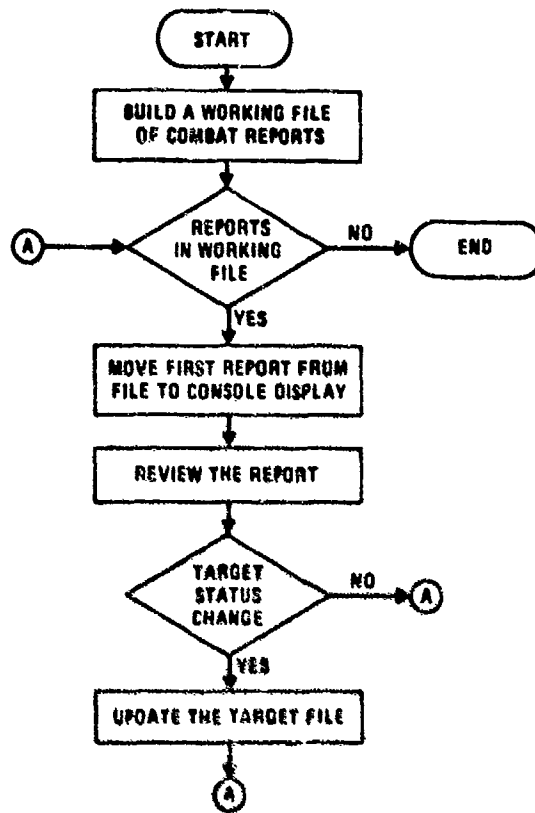 START
BUILD A WORKING FILE
OF COMBAT REPORTS
REPORTS
IN WORKING
FILE
A
NO
END
YES
MOVE FIRST REPORT FROM
FILE TO CONSOLE DISPLAY
REVIEW THE REPORT
TARGET
STATUS
CHANGE
NO
A
YES
UPDATE THE TARGET FILE
A